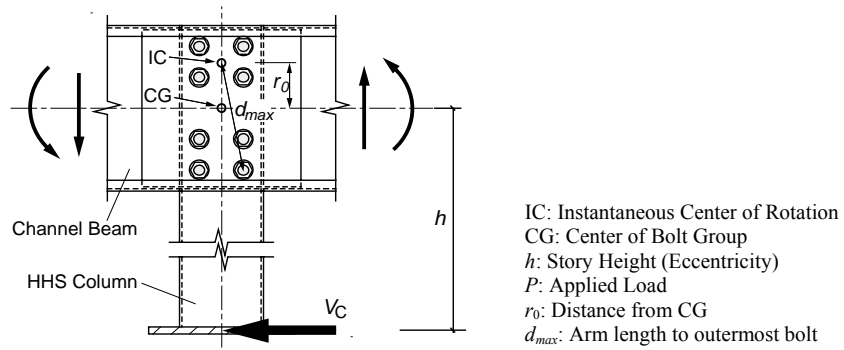 IC
CG
r0
dmax
h
Channel Beam
HHS Column
VC
IC: Instantaneous Center of Rotation
CG: Center of Bolt Group
h: Story Height (Eccentricity)
P: Applied Load
r0: Distance from CG
dmax: Arm length to outermost bolt